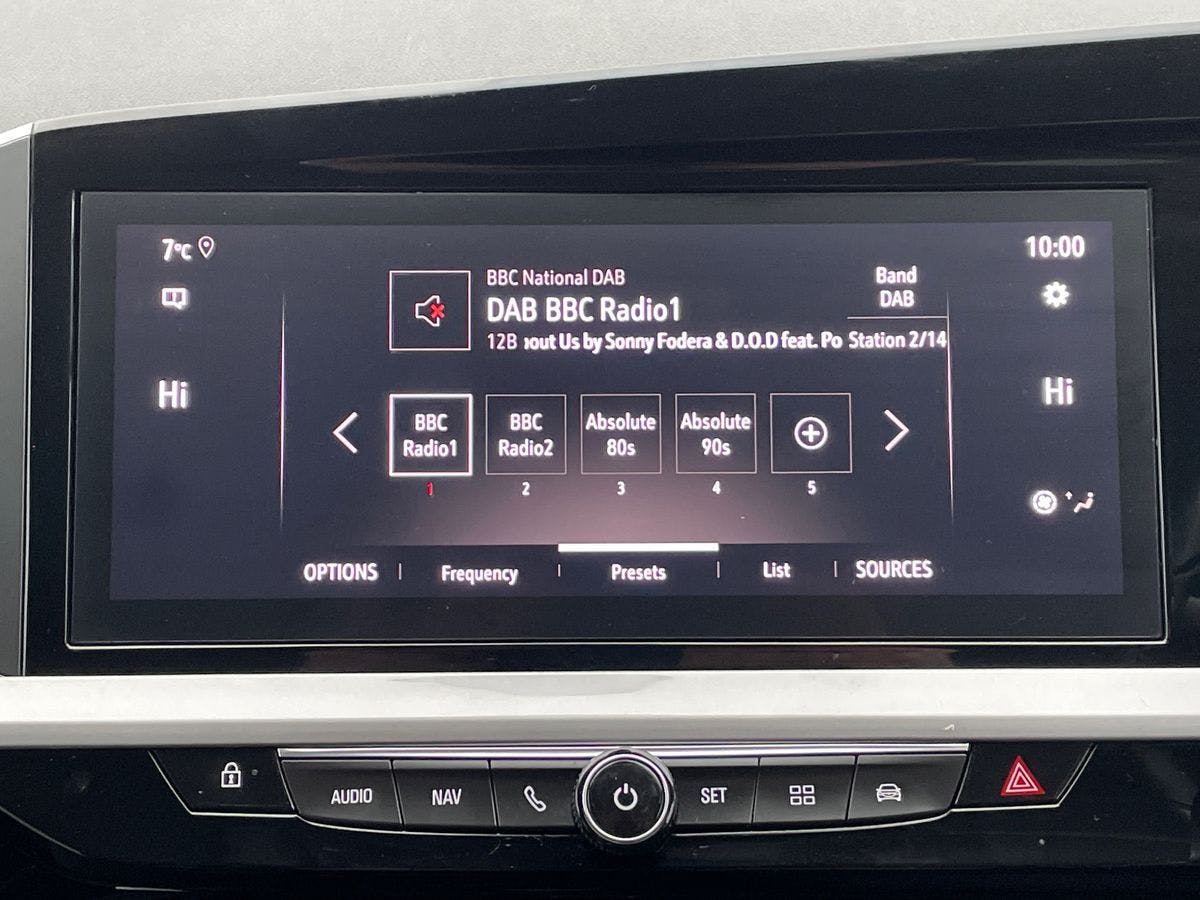 7°C
10:00
BBC National DAB
DAB BBC Radio1
12B out Us by Sonny Fodera & D.O.D feat. Po
Band
DAB
Station 2/14
Hi
Hi
BBC
Radio1
BBC
Radio2
Absolute
80s
Absolute
90s
1
2
3
4
5
OPTIONS
Frequency
Presets
List
SOURCES
AUDIO
NAV
SET